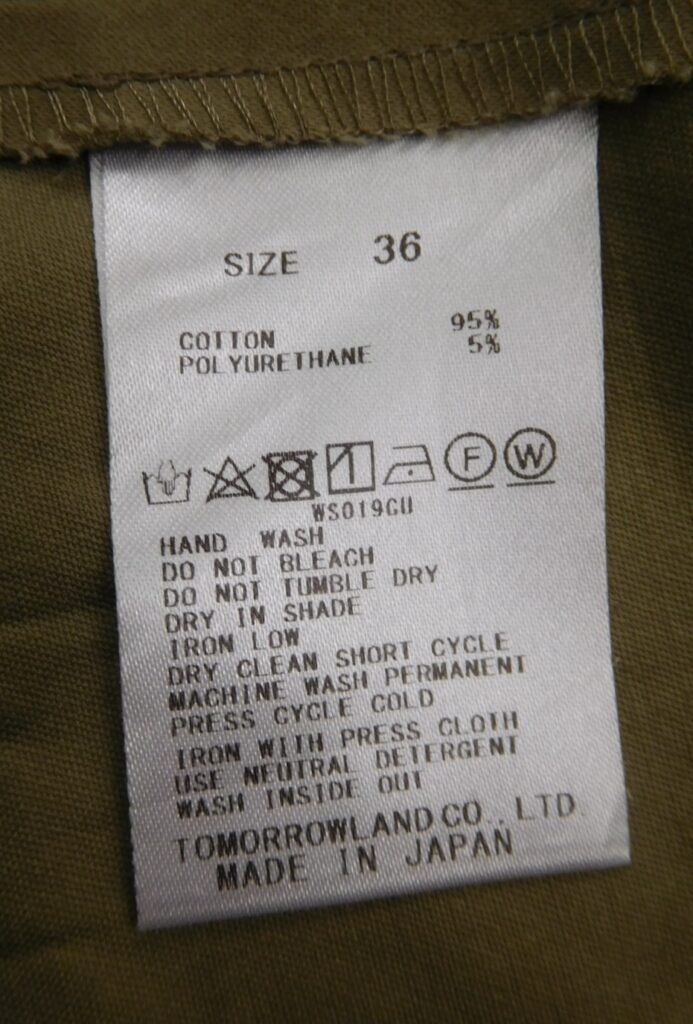 SIZE 36
COTTON 95%
POLYURETHANE 5%
F W
WS019GU
HAND WASH
DO NOT BLEACH
DO NOT TUMBLE DRY
DRY IN SHADE
IRON LOW
DRY CLEAN SHORT CYCLE
MACHINE WASH PERMANENT
PRESS CYCLE COLD
IRON WITH PRESS CLOTH
USE NEUTRAL DETERGENT
WASH INSIDE OUT
TOMORROWLAND CO., LTD.
MADE IN JAPAN